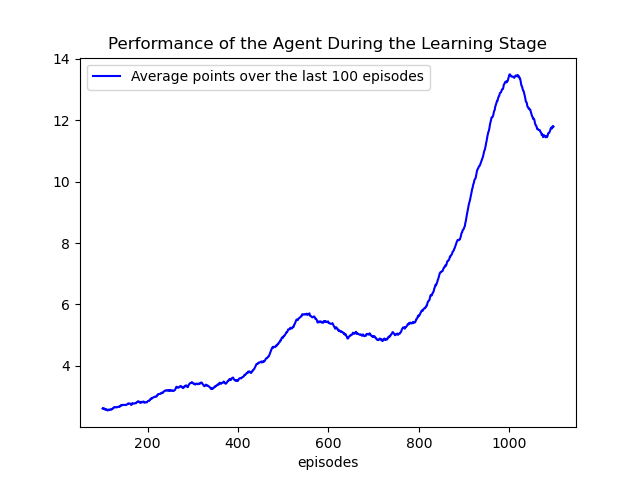 Performance of the Agent During the Learning Stage
Average points over the last 100 episodes
14
12
10
8
6
4
200 400 600 800 1000
episodes